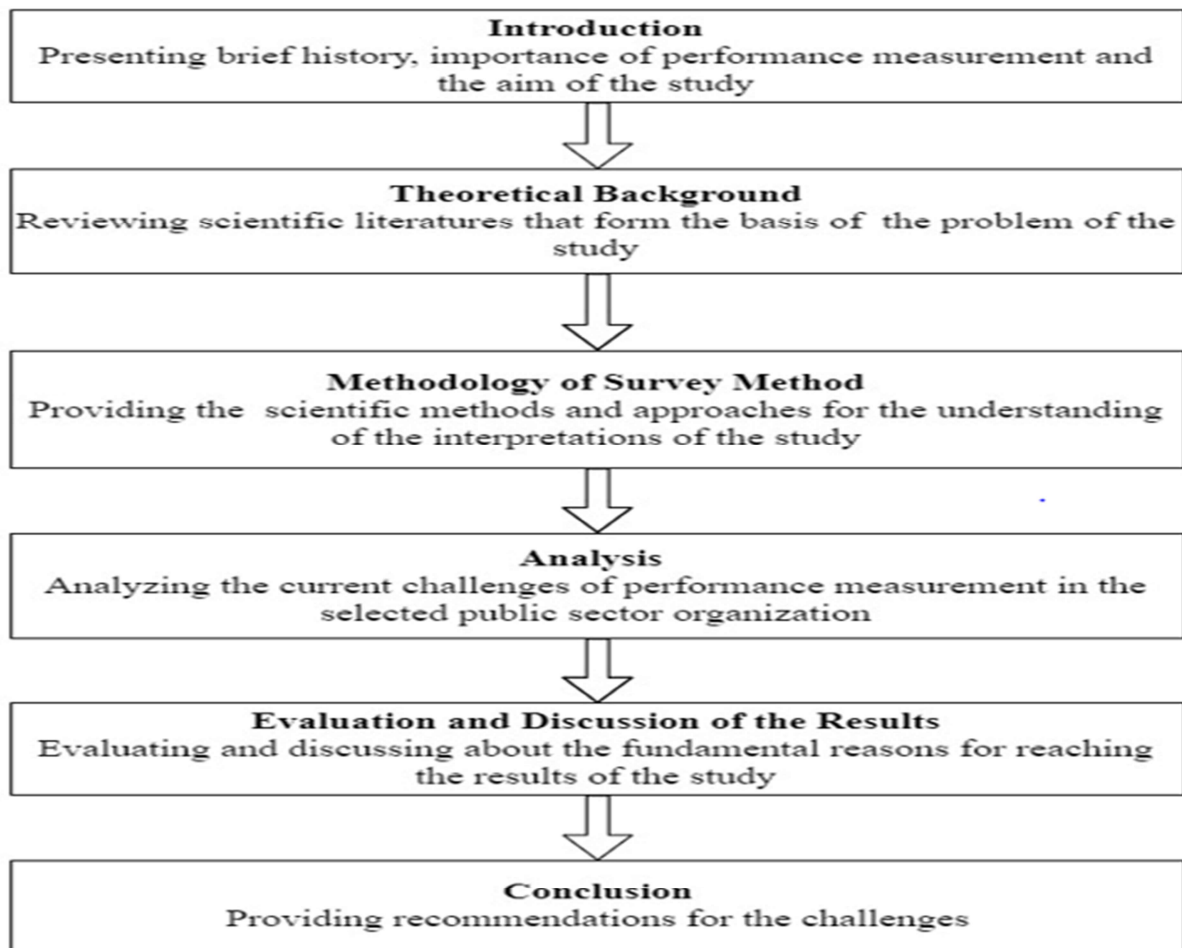 Introduction
Presenting brief history, importance of performance measurement and
the aim of the study
Theoretical Background
Reviewing scientific literatures that form the basis of the problem of the
study
Methodology of Survey Method
Providing the scientific methods and approaches for the understanding
of the interpretations of the study
Analysis
Analyzing the current challenges of performance measurement in the
selected public sector organization
Evaluation and Discussion of the Results
Evaluating and discussing about the fundamental reasons for reaching
the results of the study
Conclusion
Providing recommendations for the challenges